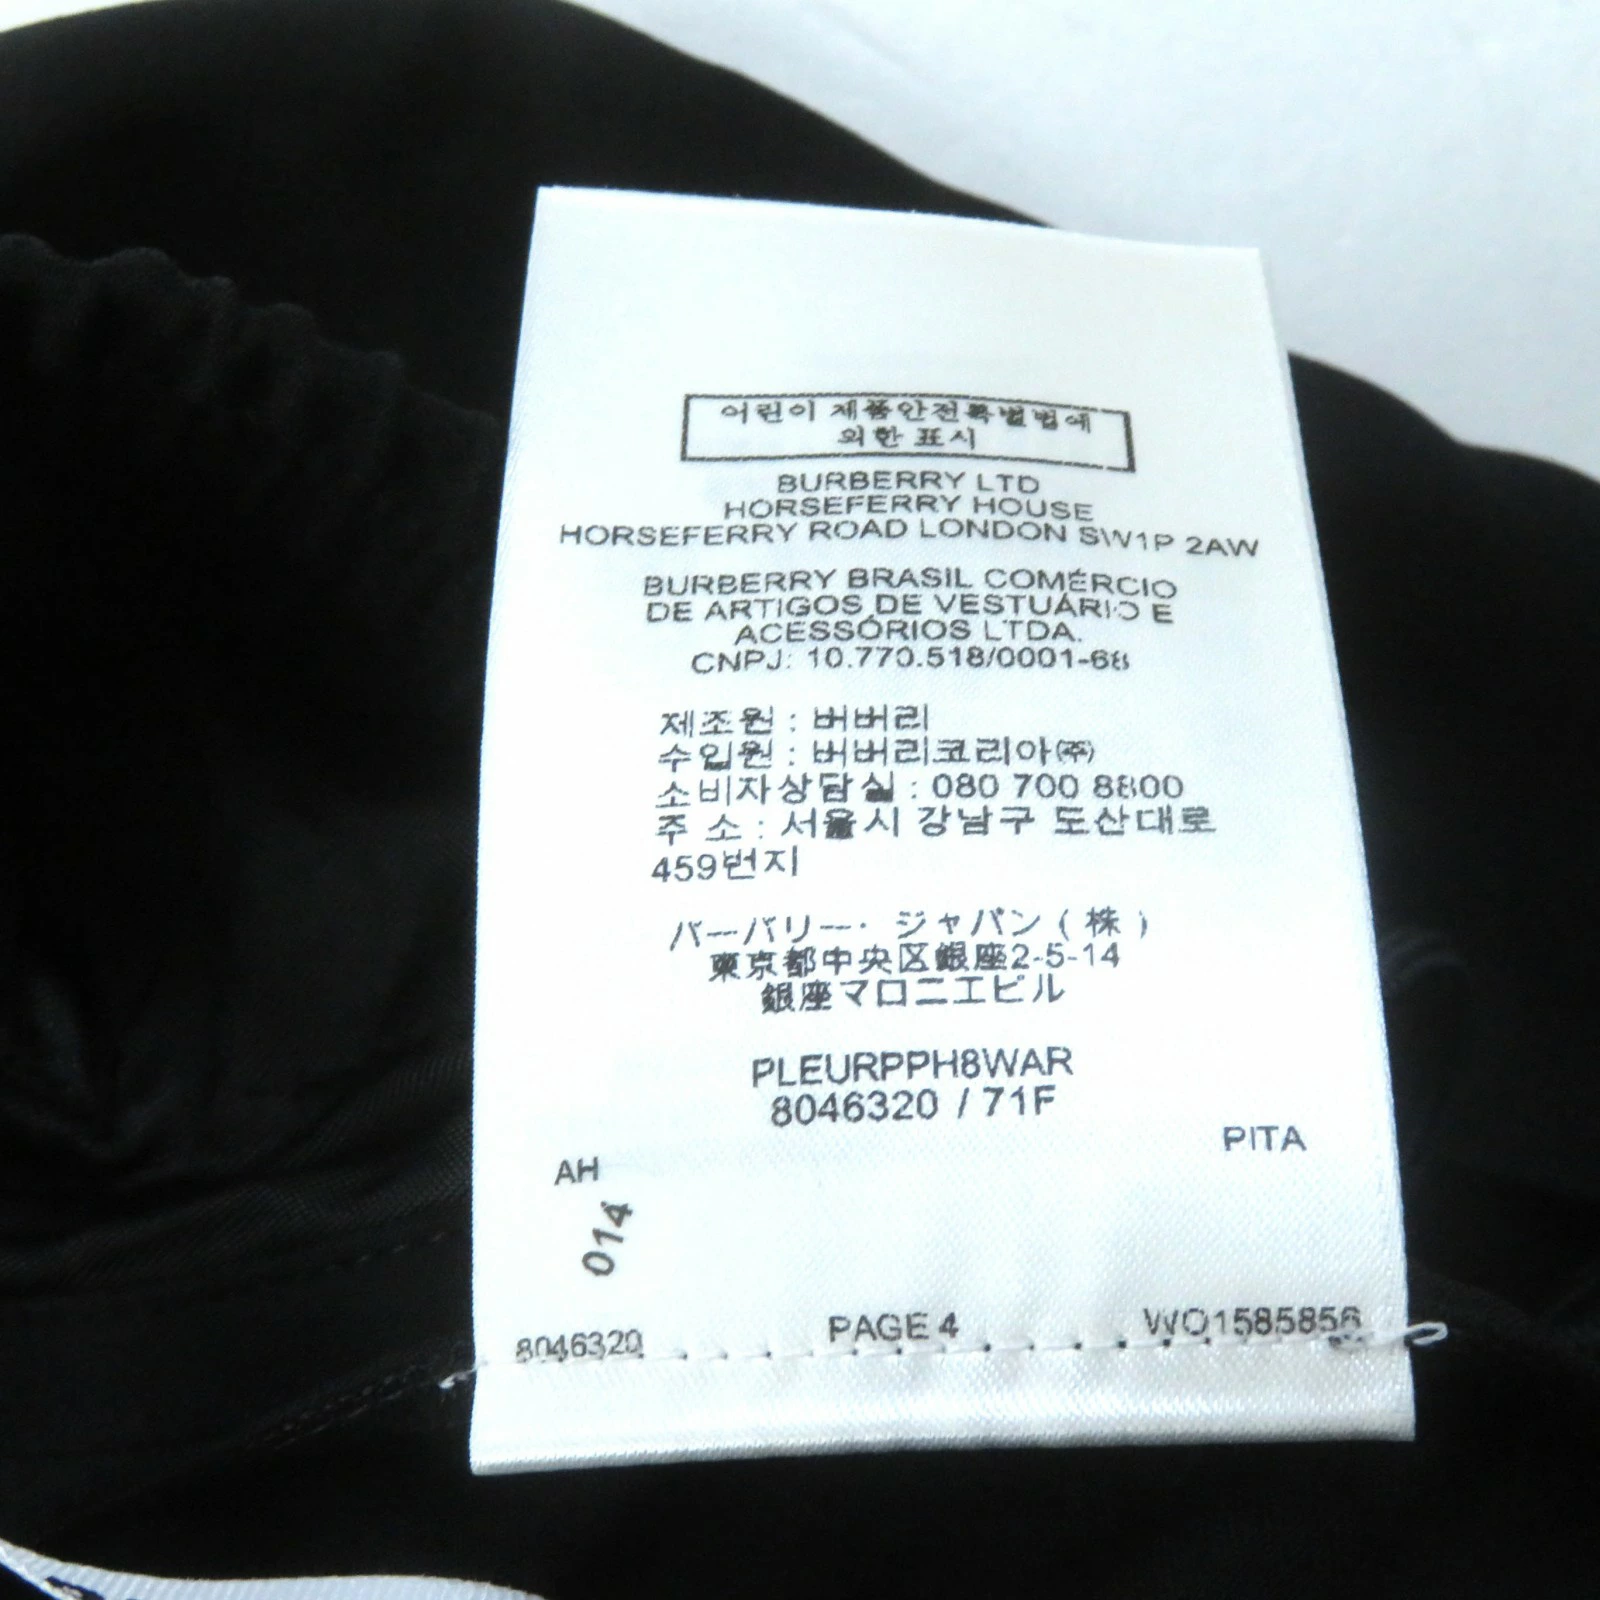 어린이 제품안전특별법에
의한 표시
BURBERRY LTD
HORSEFERRY HOUSE
HORSEFERRY ROAD LONDON SW1P 2AW
BURBERRY BRASIL COMÉRCIO
DE ARTIGOS DE VESTUÁRIO E
ACESSÓRIOS LTDA.
CNPJ: 10.770.518/0001-68
제조원 : 버버리
수입원 : 버버리코리아(주)
소비자상담실 : 080 700 8800
주 소 : 서울시 강남구 도산대로
459번지
バーバリー・ジャパン ( 株 )
東京都中央区銀座2-5-14
銀座マロニエビル
PLEURPPH8WAR
8046320 / 71F
PITA
AH
014
8046320 PAGE 4 WO1585856